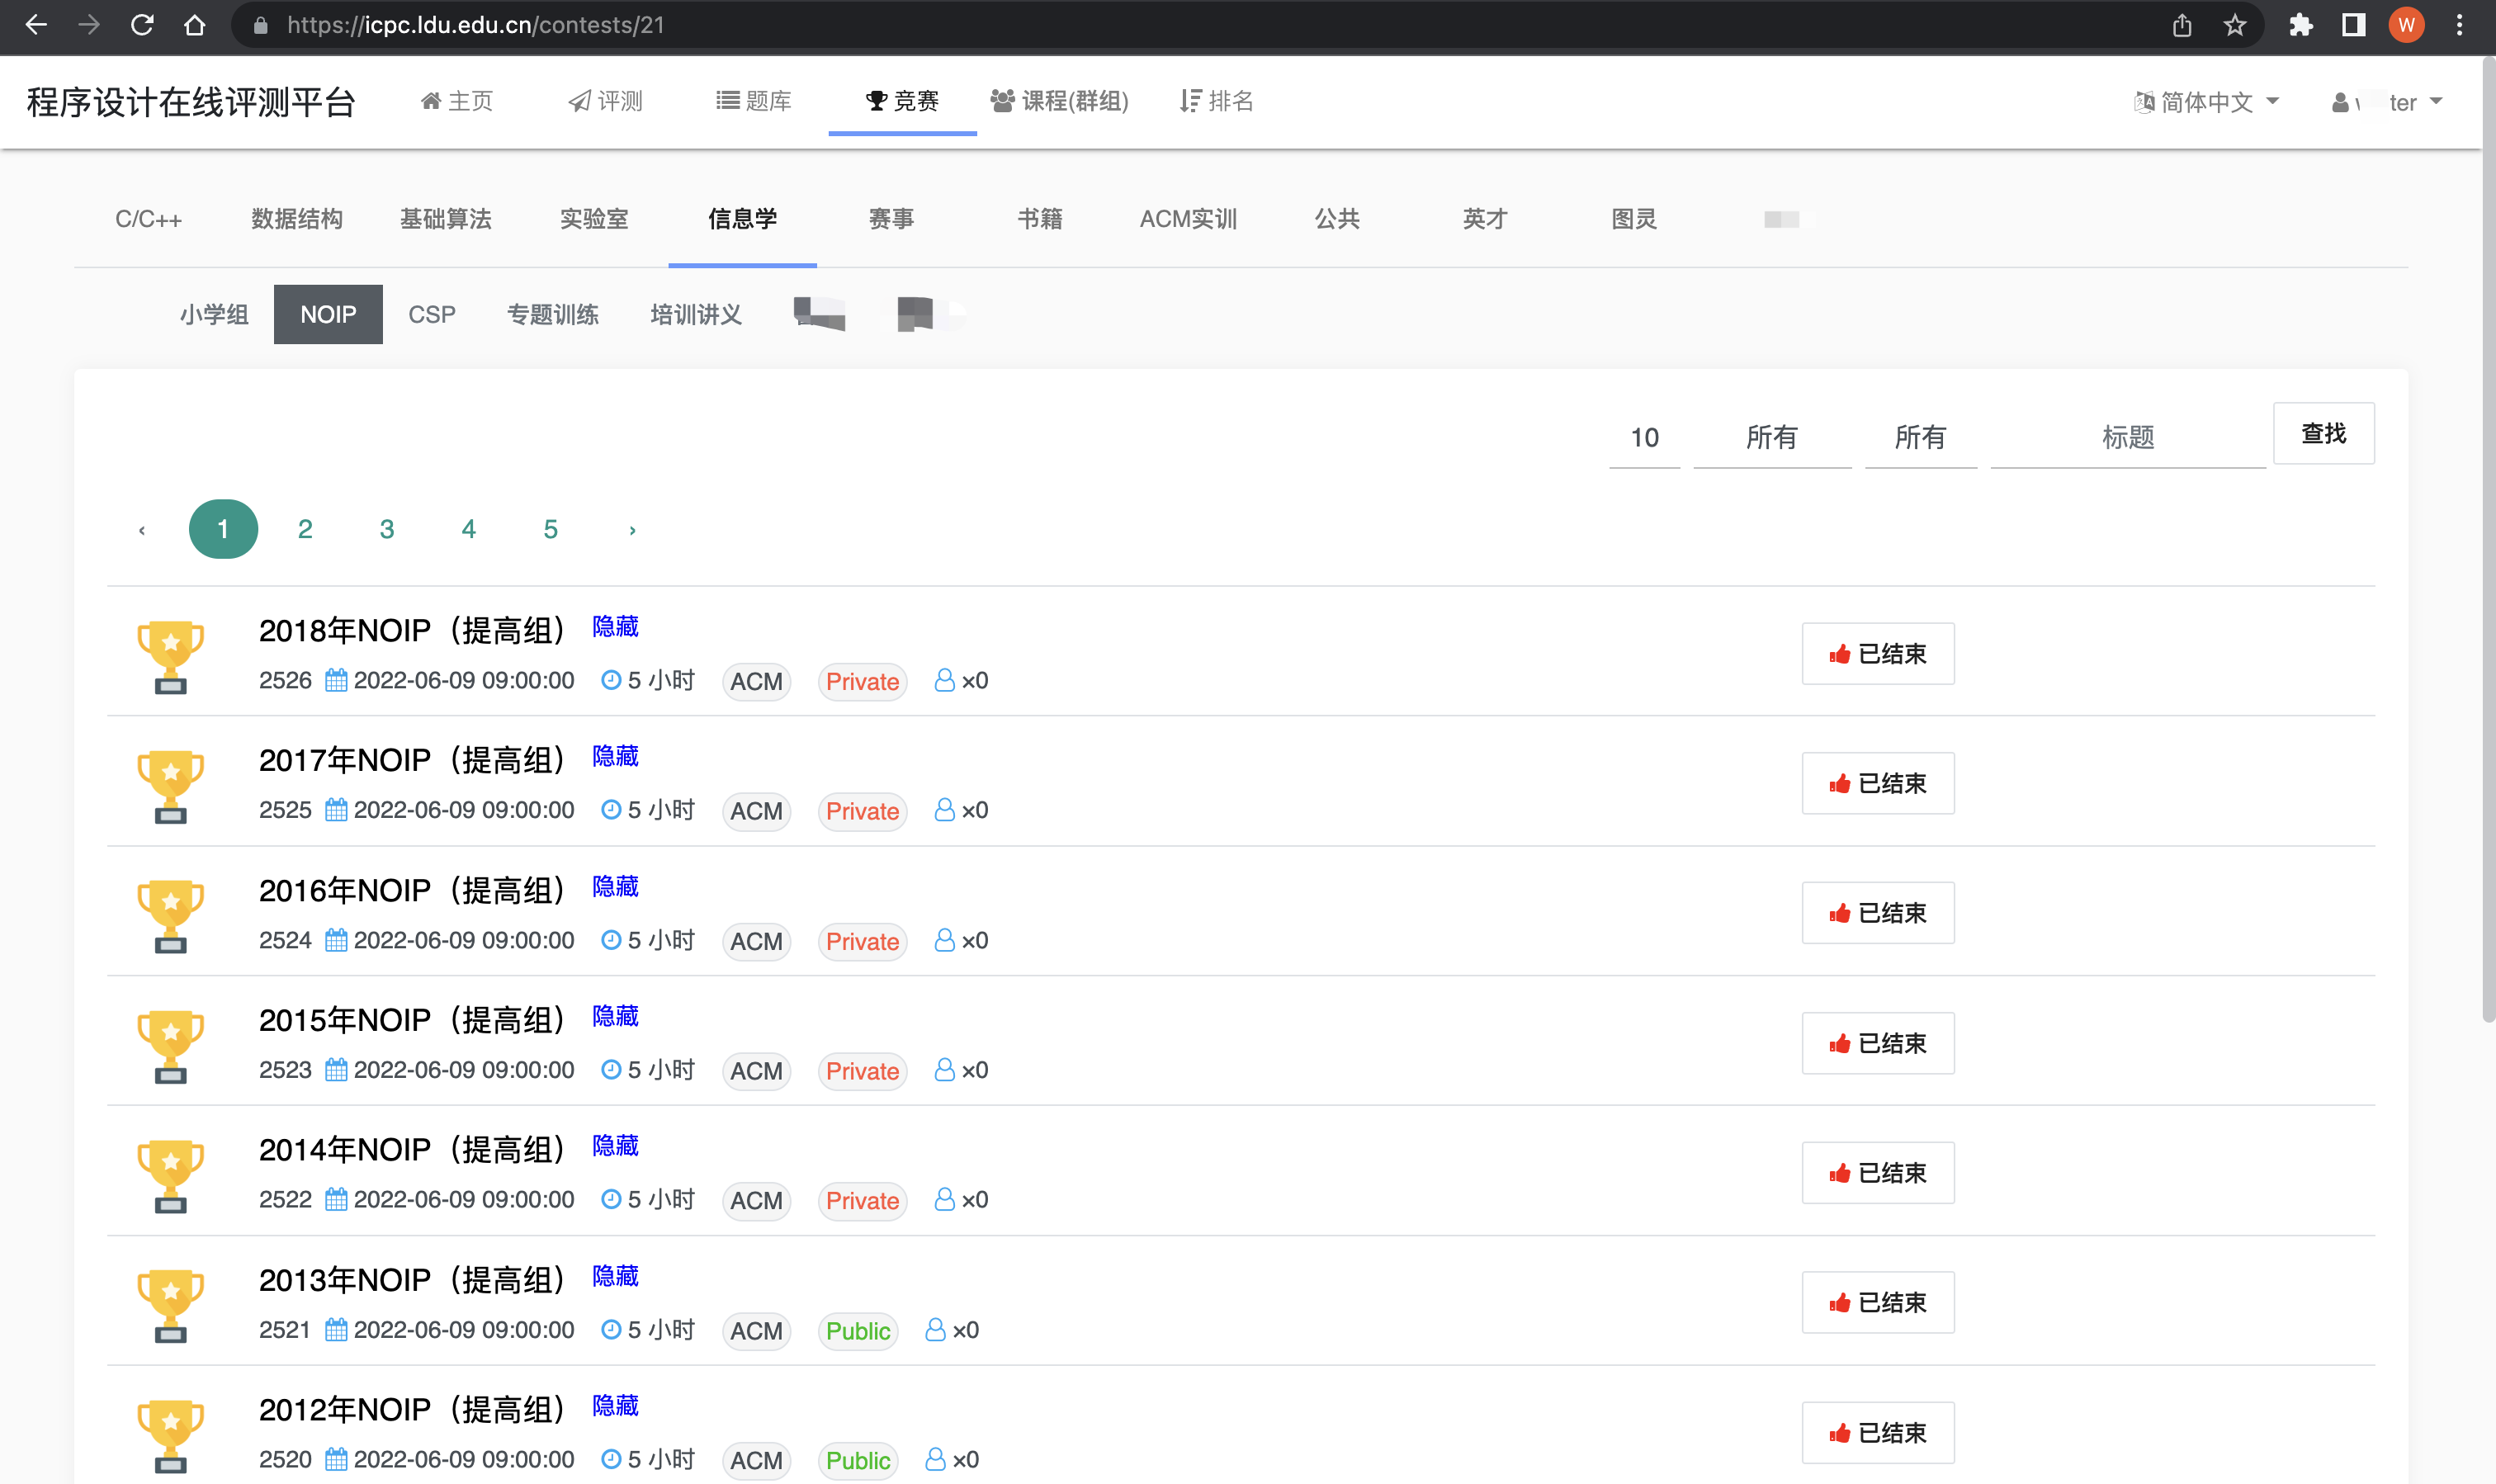 https://icpc.ldu.edu.cn/contests/21
W
程序设计在线评测平台 主页 评测 题库 竞赛 课程(群组) 排名 简体中文 ter
C/C++ 数据结构 基础算法 实验室 信息学 赛事 书籍 ACM实训 公共 英才 图灵
小学组 NOIP CSP 专题训练 培训讲义
10 所有 所有 标题 查找
‹ 1 2 3 4 5 ›
2018年NOIP（提高组） 隐藏
2526 2022-06-09 09:00:00 5 小时 ACM Private ×0
已结束
2017年NOIP（提高组） 隐藏
2525 2022-06-09 09:00:00 5 小时 ACM Private ×0
已结束
2016年NOIP（提高组） 隐藏
2524 2022-06-09 09:00:00 5 小时 ACM Private ×0
已结束
2015年NOIP（提高组） 隐藏
2523 2022-06-09 09:00:00 5 小时 ACM Private ×0
已结束
2014年NOIP（提高组） 隐藏
2522 2022-06-09 09:00:00 5 小时 ACM Private ×0
已结束
2013年NOIP（提高组） 隐藏
2521 2022-06-09 09:00:00 5 小时 ACM Public ×0
已结束
2012年NOIP（提高组） 隐藏
2520 2022-06-09 09:00:00 5 小时 ACM Public ×0
已结束